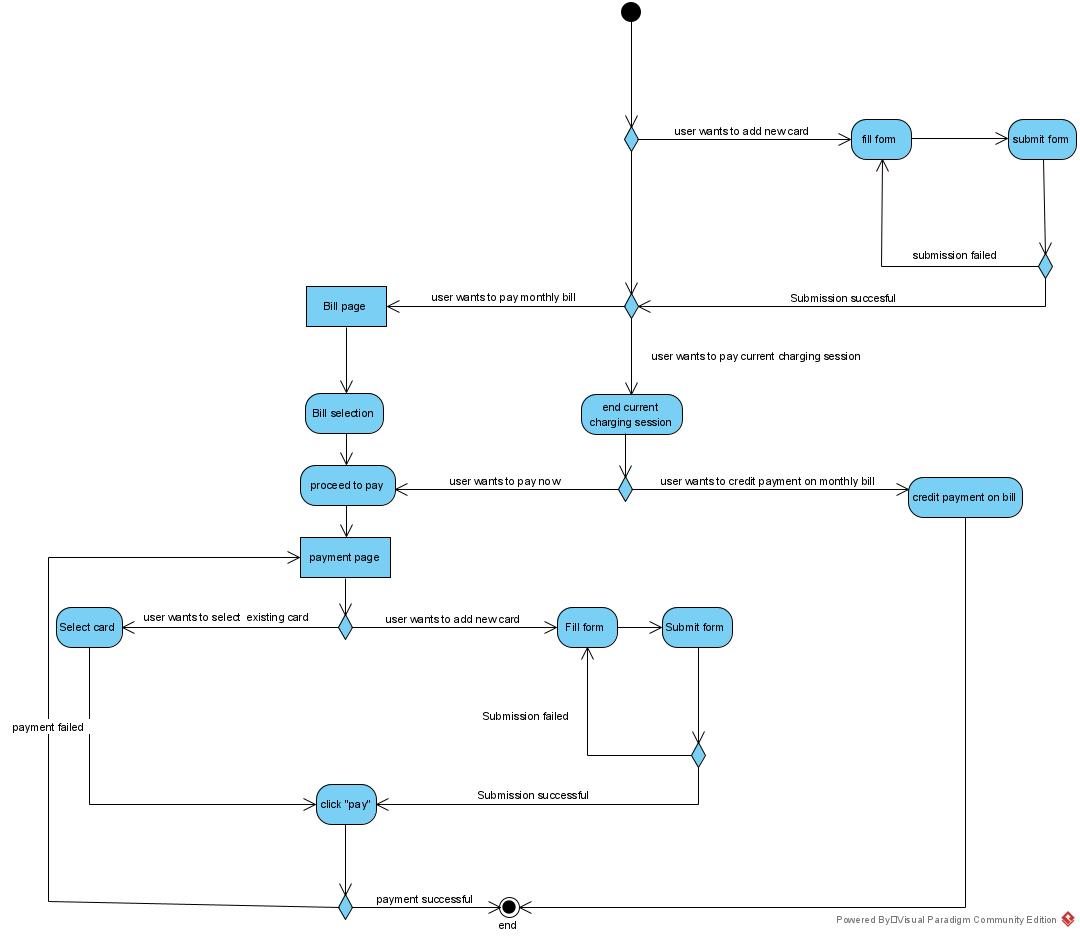 user wants to add new card
fill form
submit form
submission failed
Bill page
user wants to pay monthly bill
Submission succesful
user wants to pay current charging session
Bill selection
end current
charging session
proceed to pay
user wants to pay now
user wants to credit payment on monthly bill
credit payment on bill
payment page
Select card
user wants to select existing card
user wants to add new card
Fill form
Submit form
payment failed
Submission failed
click "pay"
Submission successful
payment successful
end
Powered By Visual Paradigm Community Edition